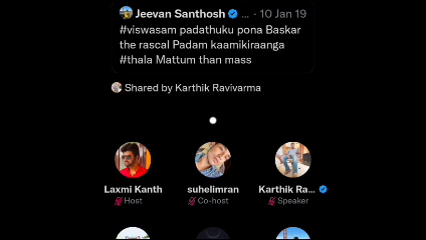 Jeevan Santhosh ... · 10 Jan 19
#viswasam padathuku pona Baskar
the rascal Padam kaamikiraanga
#thala Mattum than mass
Shared by Karthik Ravivarma
Laxmi Kanth suhelimran Karthik Ra...
Host Co-host Speaker